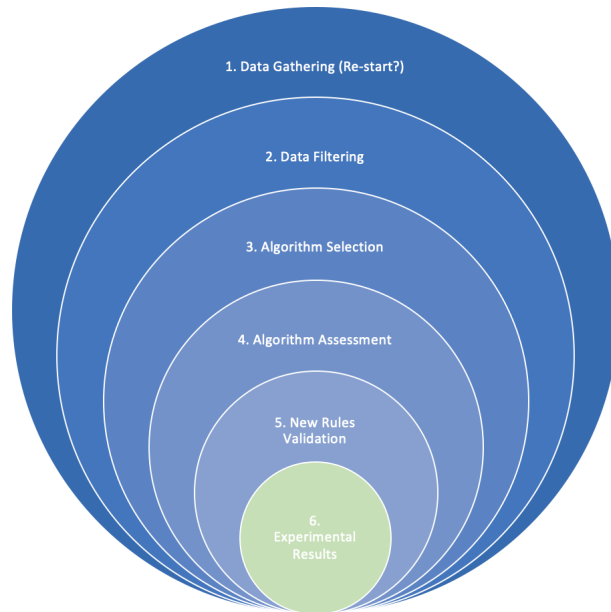 1. Data Gathering (Re-start?)
2. Data Filtering
3. Algorithm Selection
4. Algorithm Assessment
5. New Rules
Validation
6.
Experimental
Results